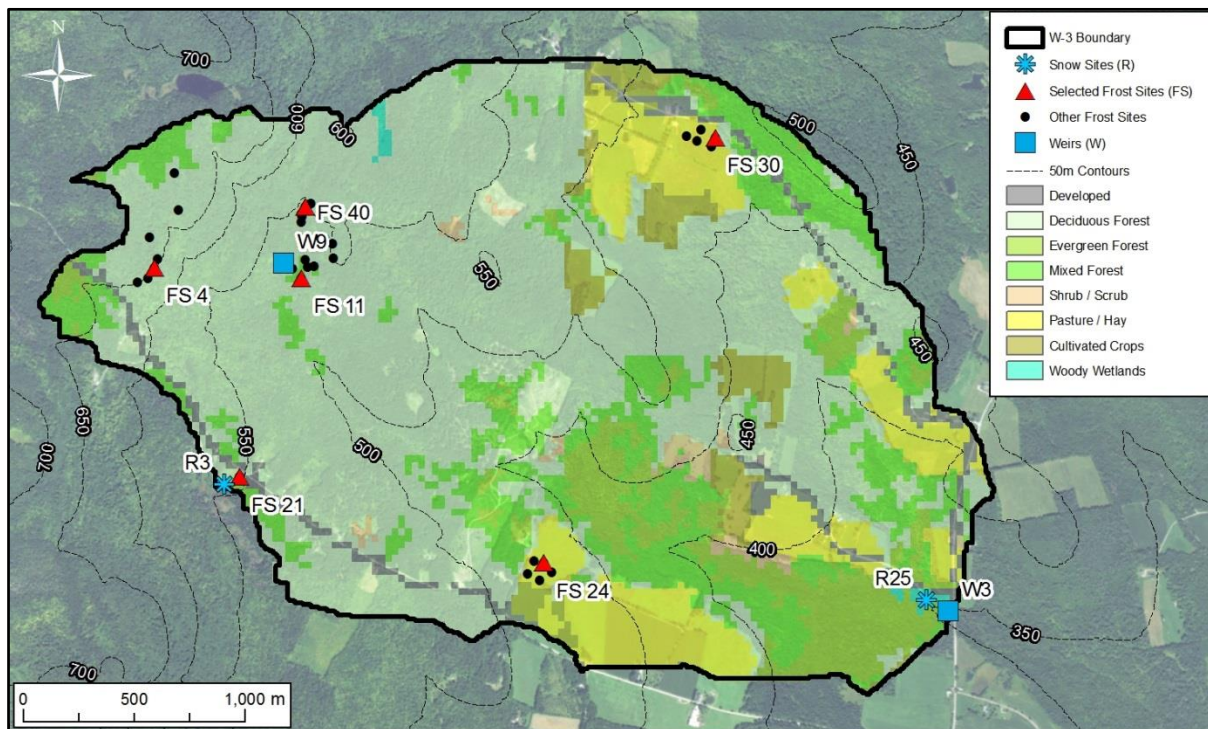 N
700
600
600
500
450
FS 30
FS 40
W9
FS 4
FS 11
550
450
650
550
500
450
700
R3
FS 21
400
FS 24
R25
W3
350
700
0 500 1,000 m
W-3 Boundary
Snow Sites (R)
Selected Frost Sites (FS)
Other Frost Sites
Weirs (W)
50m Contours
Developed
Deciduous Forest
Evergreen Forest
Mixed Forest
Shrub / Scrub
Pasture / Hay
Cultivated Crops
Woody Wetlands